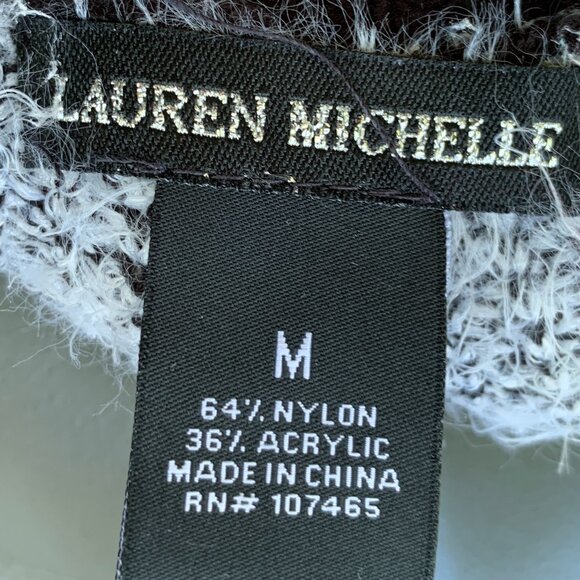 LAUREN MICHELLE
M
64% NYLON
36% ACRYLIC
MADE IN CHINA
RN# 107465